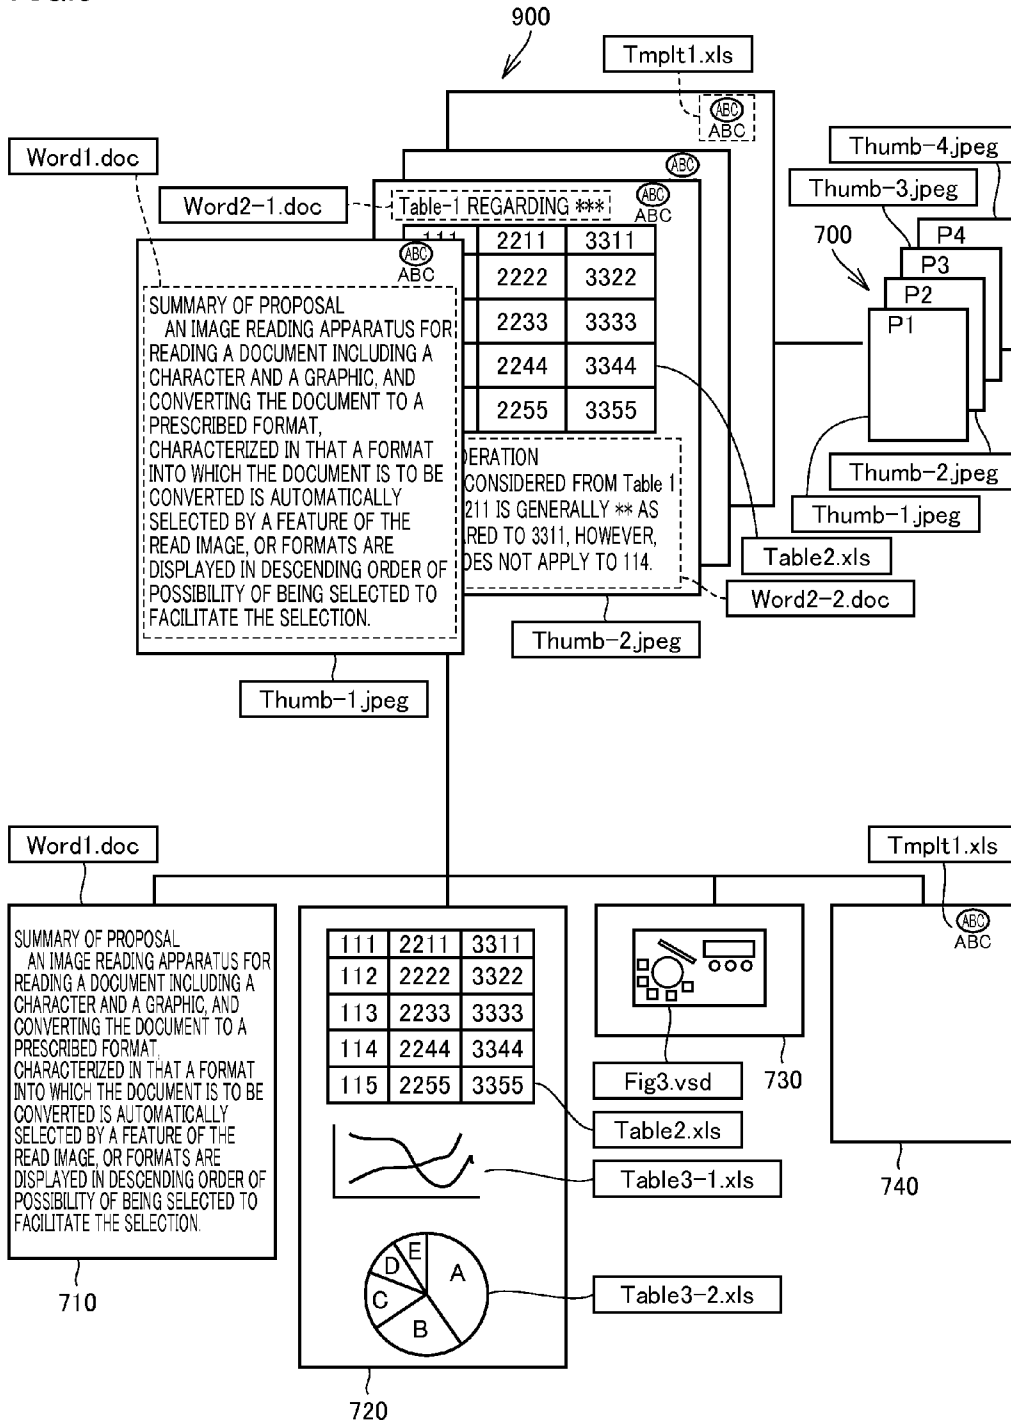 900
Tmplt1.xls
ABC
ABC
Word1.doc
Thumb-4.jpeg
ABC
Thumb-3.jpeg
Word2-1.doc
Table-1 REGARDING ***
ABC
ABC
700
P4
P3
P2
P1
111 2211 3311
2222 3322
2233 3333
2244 3344
2255 3355
ABC
ABC
SUMMARY OF PROPOSAL
AN IMAGE READING APPARATUS FOR
READING A DOCUMENT INCLUDING A
CHARACTER AND A GRAPHIC, AND
CONVERTING THE DOCUMENT TO A
PRESCRIBED FORMAT,
CHARACTERIZED IN THAT A FORMAT
INTO WHICH THE DOCUMENT IS TO BE
CONVERTED IS AUTOMATICALLY
SELECTED BY A FEATURE OF THE
READ IMAGE, OR FORMATS ARE
DISPLAYED IN DESCENDING ORDER OF
POSSIBILITY OF BEING SELECTED TO
FACILITATE THE SELECTION.
DERATION
CONSIDERED FROM Table 1
211 IS GENERALLY ** AS
RED TO 3311, HOWEVER,
OES NOT APPLY TO 114.
Thumb-2.jpeg
Thumb-1.jpeg
Table2.xls
Word2-2.doc
Thumb-2.jpeg
Thumb-1.jpeg
Word1.doc
Tmplt1.xls
SUMMARY OF PROPOSAL
AN IMAGE READING APPARATUS FOR
READING A DOCUMENT INCLUDING A
CHARACTER AND A GRAPHIC, AND
CONVERTING THE DOCUMENT TO A
PRESCRIBED FORMAT,
CHARACTERIZED IN THAT A FORMAT
INTO WHICH THE DOCUMENT IS TO BE
CONVERTED IS AUTOMATICALLY
SELECTED BY A FEATURE OF THE
READ IMAGE, OR FORMATS ARE
DISPLAYED IN DESCENDING ORDER OF
POSSIBILITY OF BEING SELECTED TO
FACILITATE THE SELECTION.
710
111 2211 3311
112 2222 3322
113 2233 3333
114 2244 3344
115 2255 3355
E
D
A
C
B
720
Fig3.vsd
730
Table2.xls
Table3-1.xls
Table3-2.xls
ABC
ABC
740